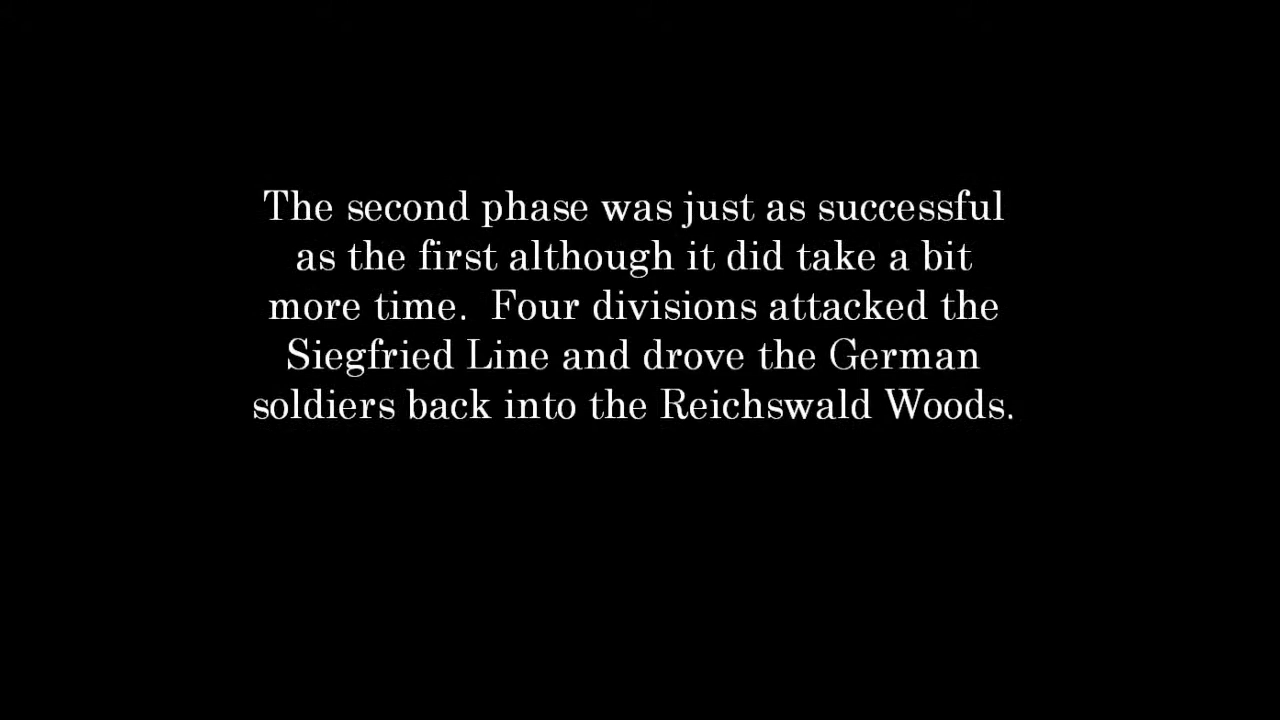 The second phase was just as successful
as the first although it did take a bit
more time.  Four divisions attacked the
Siegfried Line and drove the German
soldiers back into the Reichswald Woods.